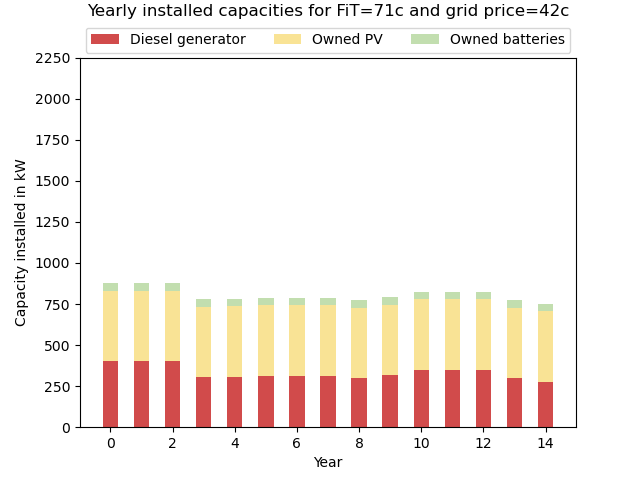 Yearly installed capacities for FiT=71c and grid price=42c
Diesel generator Owned PV Owned batteries
2250
2000
1750
1500
1250
1000
750
500
250
0
Capacity installed in kW
0 2 4 6 8 10 12 14
Year